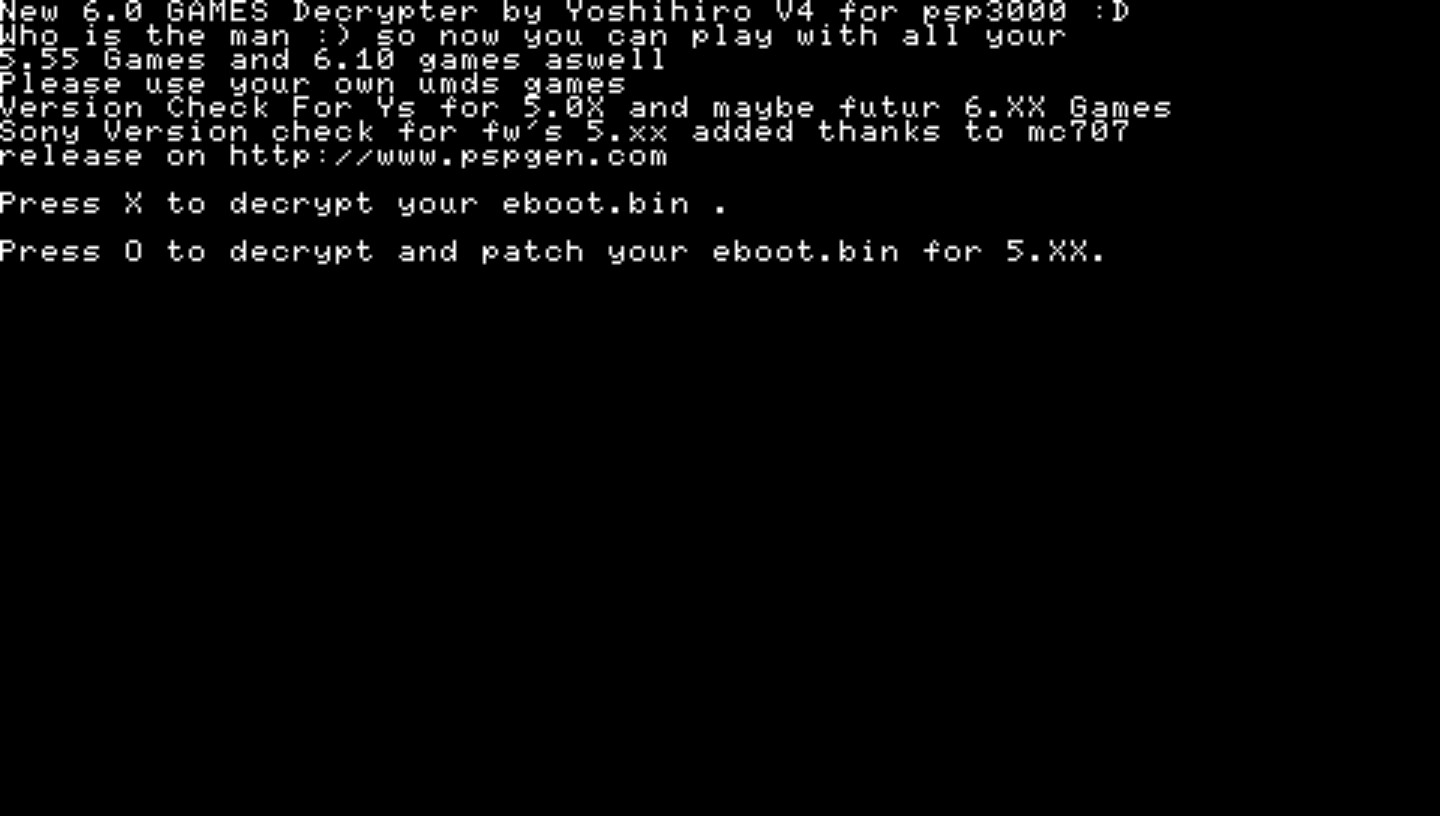 New 6.0 GAMES Decrypter by Yoshihiro V4 for psp3000 :D
Who is the man :) so now you can play with all your
5.55 Games and 6.10 games aswell
Please use your own umds games
Version Check For Ys for 5.0X and maybe futur 6.XX Games
Sony Version check for fw's 5.xx added thanks to mc707
release on http://www.pspgen.com
Press X to decrypt your eboot.bin .
Press O to decrypt and patch your eboot.bin for 5.XX.